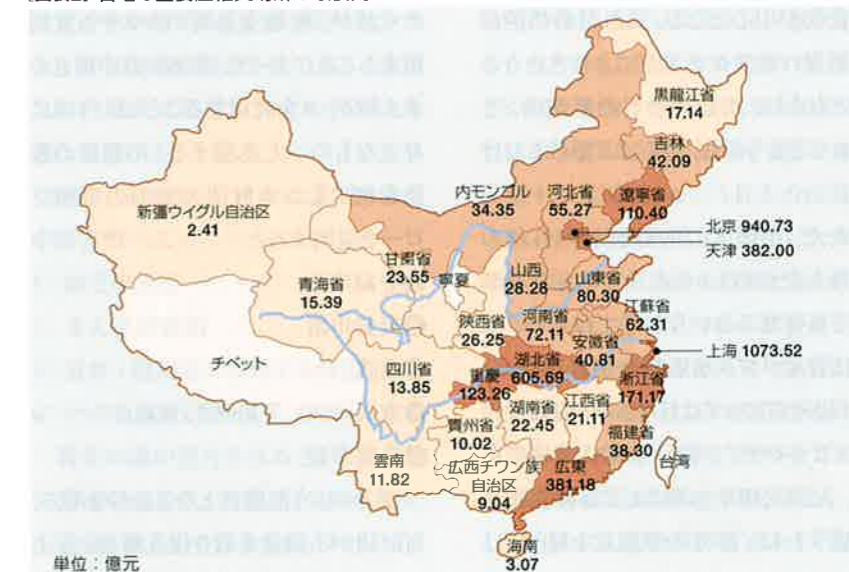 黒龍江省
17.14
吉林
42.09
遼寧省
110.40
内モンゴル
34.35
河北省
55.27
北京 940.73
天津 382.00
新疆ウイグル自治区
2.41
甘粛省
23.55
寧夏
山西
28.28
山東省
80.30
青海省
15.39
陝西省
26.25
河南省
72.11
江蘇省
62.31
安徽省
40.81
上海 1073.52
チベット
四川省
13.85
重慶
123.26
湖北省
605.69
浙江省
171.17
湖南省
22.45
江西省
21.11
貴州省
10.02
福建省
38.30
雲南
11.82
広西チワン族
自治区
9.04
広東
381.18
台湾
海南
3.07
単位：億元